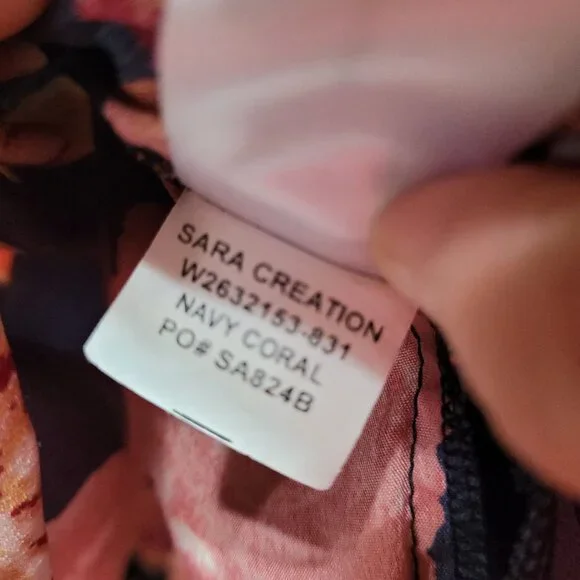 SARA CREATION
W2632153-831
NAVY CORAL
PO# SA824B